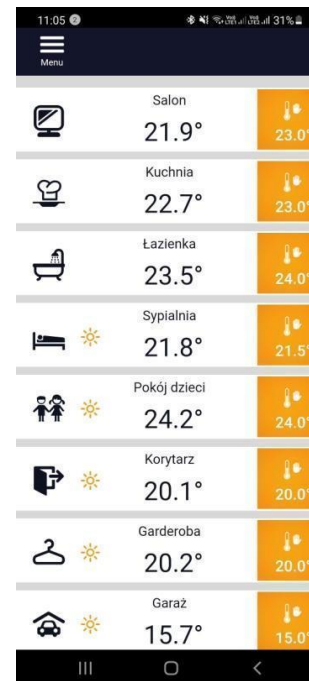 11:05 2 31%
Menu
Salon
21.9°
23.0°
Kuchnia
22.7°
23.0°
Łazienka
23.5°
24.0°
Sypialnia
21.8°
21.5°
Pokój dzieci
24.2°
24.0°
Korytarz
20.1°
20.0°
Garderoba
20.2°
20.0°
Garaż
15.7°
15.0°